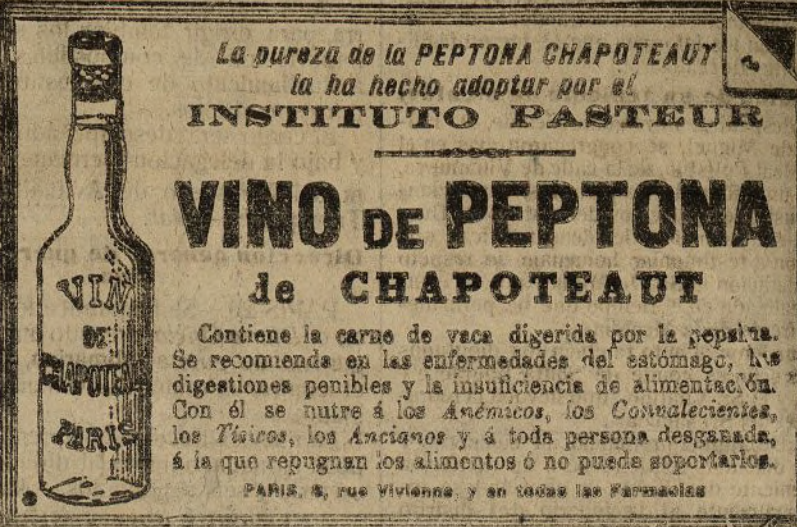 La pureza de la PEPTONA CHAPOTEAUT
la ha hecho adoptar por el
INSTITUTO PASTEUR
VINO DE PEPTONA
de CHAPOTEAUT
VIN
DE
CHAPOTEAU
PARIS
Contiene la carne de vaca digerida por la pepsina.
Se recomienda en las enfermedades del estómago, las
digestiones penibles y la insuficiencia de alimentación.
Con él se nutre á los Anémicos, los Convalecientes,
los Tísicos, los Ancianos y á toda persona desganada,
á la que repugnan los alimentos ó no puede soportarlos.
PARIS, 8, rue Vivienne, y en todas las Farmacias